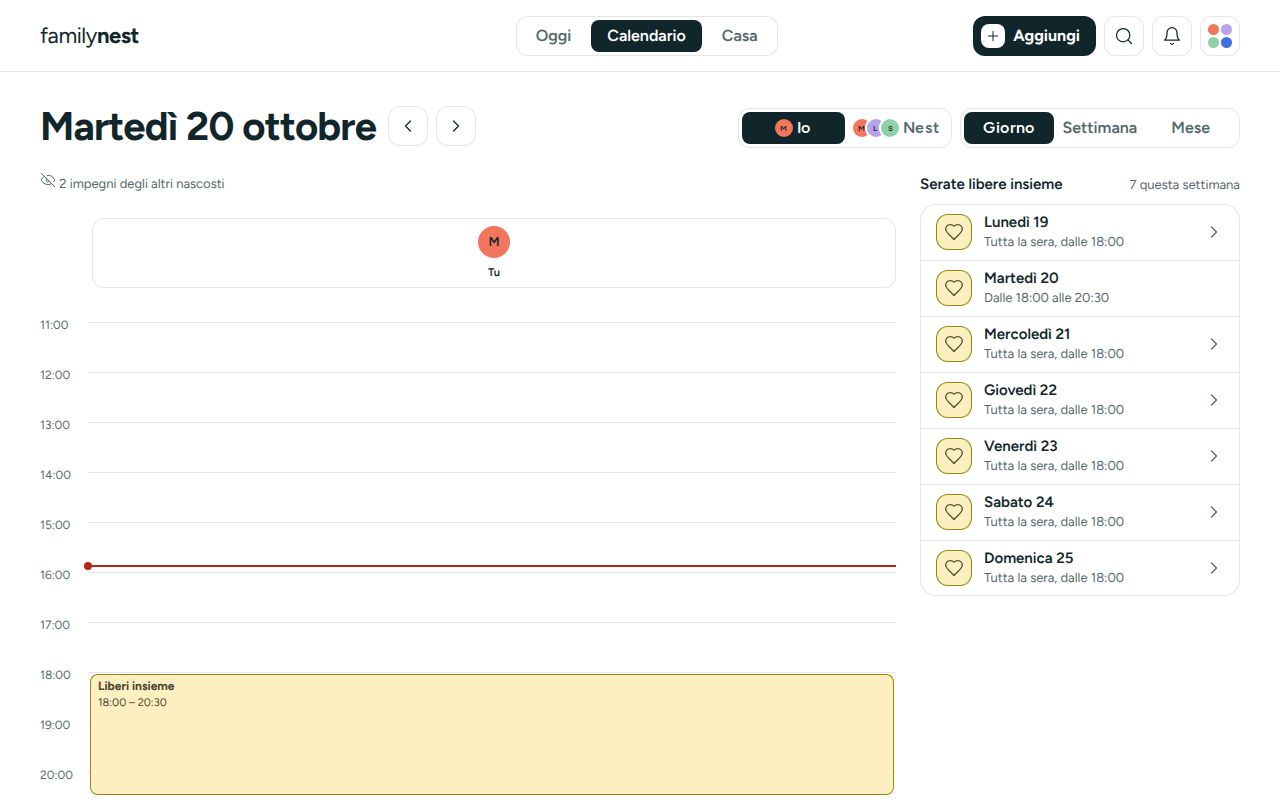 familynest
Oggi
Calendario
Casa
Aggiungi
Martedì 20 ottobre
M Io
M L S Nest
Giorno
Settimana
Mese
2 impegni degli altri nascosti
M
Tu
11:00
12:00
13:00
14:00
15:00
16:00
17:00
18:00
19:00
20:00
Liberi insieme
18:00 – 20:30
Serate libere insieme
7 questa settimana
Lunedì 19
Tutta la sera, dalle 18:00
Martedì 20
Dalle 18:00 alle 20:30
Mercoledì 21
Tutta la sera, dalle 18:00
Giovedì 22
Tutta la sera, dalle 18:00
Venerdì 23
Tutta la sera, dalle 18:00
Sabato 24
Tutta la sera, dalle 18:00
Domenica 25
Tutta la sera, dalle 18:00